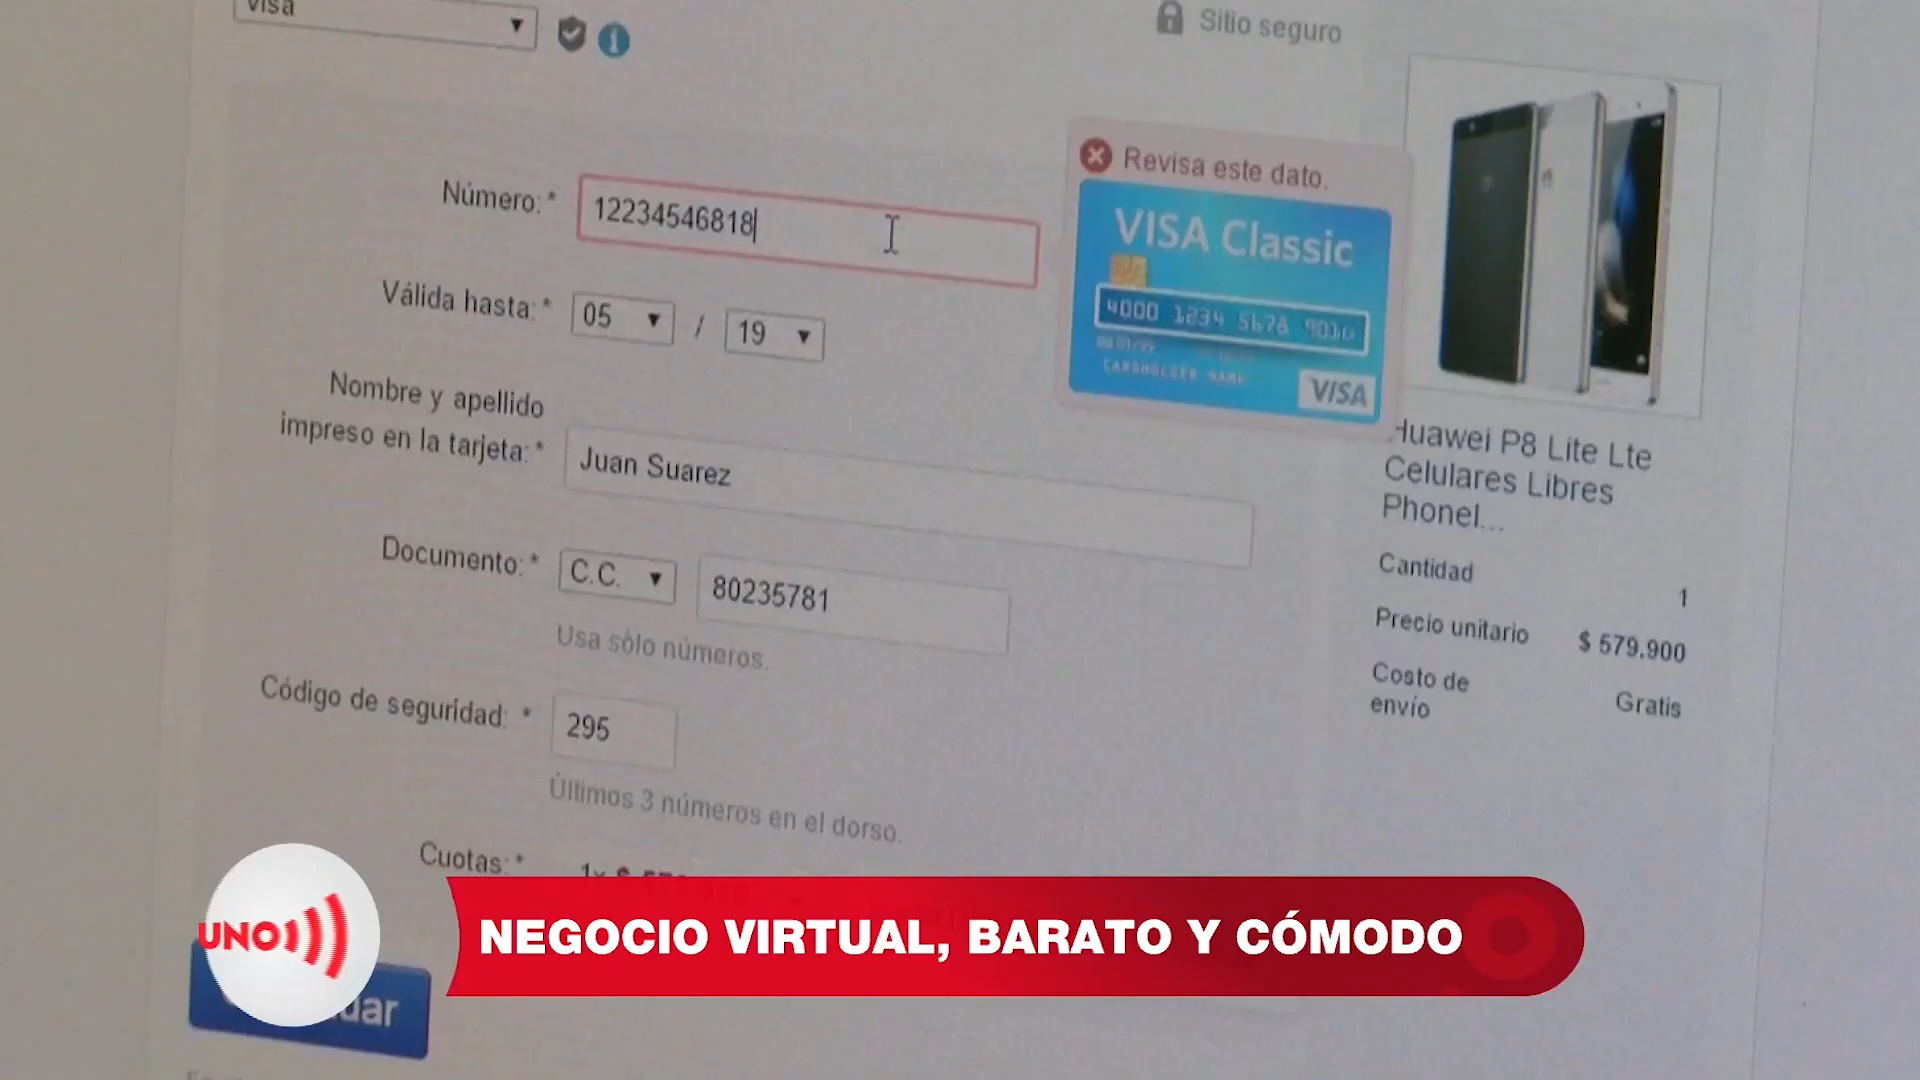 Visa
Sitio seguro
Revisa este dato.
Número: * 12234546818
VISA Classic
4000 1234 5678 9010
CARDHOLDER NAME
VISA
Válida hasta: * 05 / 19
Nombre y apellido
impreso en la tarjeta: * Juan Suarez
Huawei P8 Lite Lte
Celulares Libres
Phonel...
Documento: * C.C. 80235781
Usa sólo números.
Cantidad 1
Precio unitario $ 579.900
Costo de
envío Gratis
Código de seguridad: * 295
Últimos 3 números en el dorso.
Cuotas: *
UNO
NEGOCIO VIRTUAL, BARATO Y CÓMODO